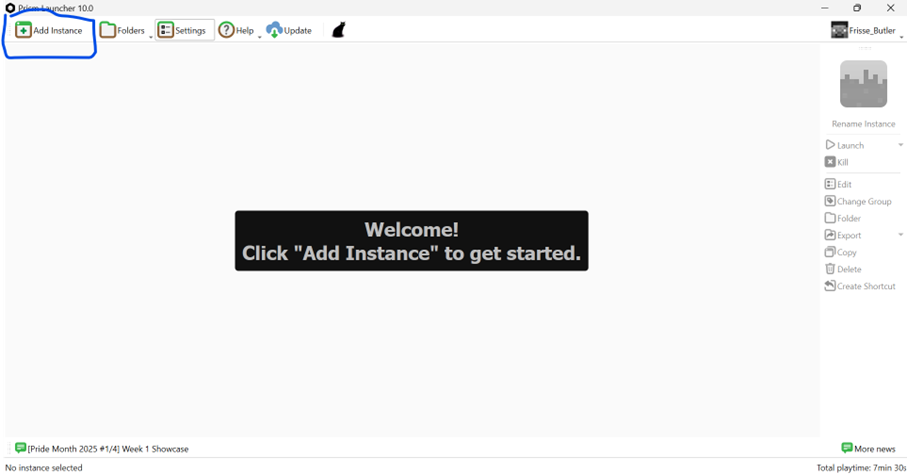 Prism Launcher 10.0
Add Instance Folders Settings Help Update Frisse_Butler
Rename Instance
Launch
Kill
Edit
Change Group
Folder
Export
Copy
Delete
Create Shortcut
Welcome!
Click "Add Instance" to get started.
[Pride Month 2025 #1/4] Week 1 Showcase More news
No instance selected Total playtime: 7min 30s